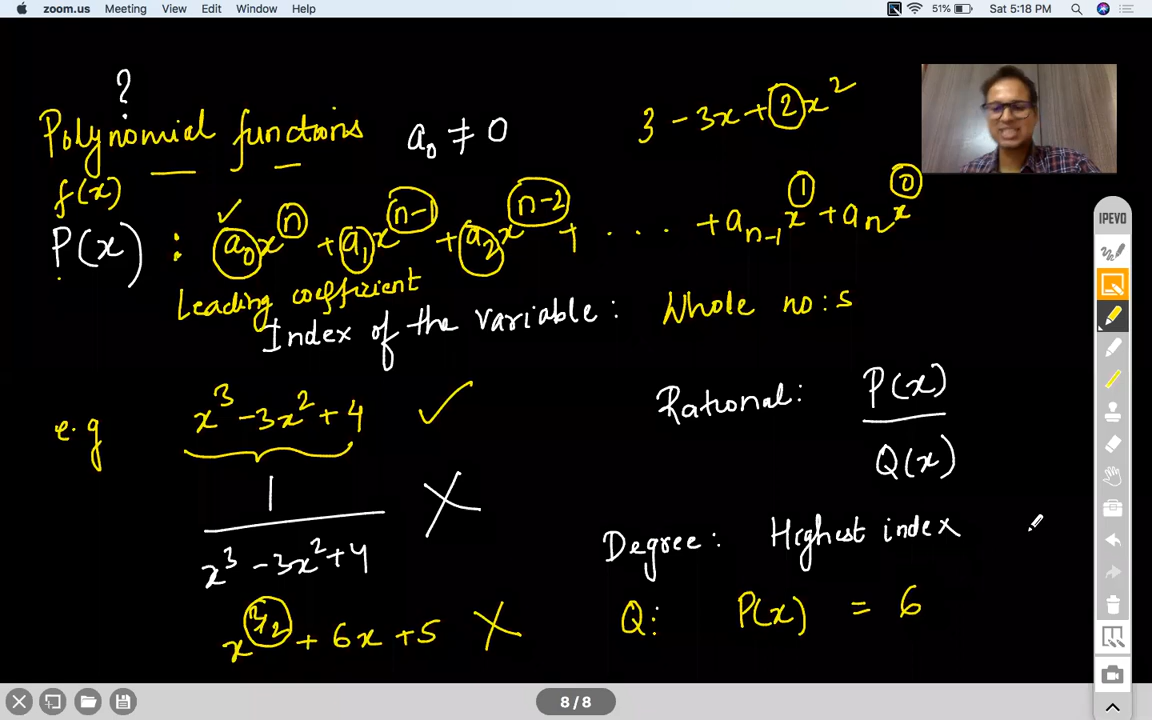 zoom.us Meeting View Edit Window Help 51% Sat 5:18 PM
?
Polynomial functions a₀ ≠ 0 3 - 3x + 2x²
f(x)
P(x) : a₀xⁿ + a₁xⁿ⁻¹ + a₂xⁿ⁻² + . . . . + aₙ₋₁x¹ + aₙx⁰
Leading coefficient
Index of the variable : Whole no:s
e.g x³ - 3x² + 4
Rational: P(x)/Q(x)
1/(x³ - 3x² + 4)
Degree: Highest index
+ 6x + 5
Q: P(x) = 6
IPEVO
8 / 8